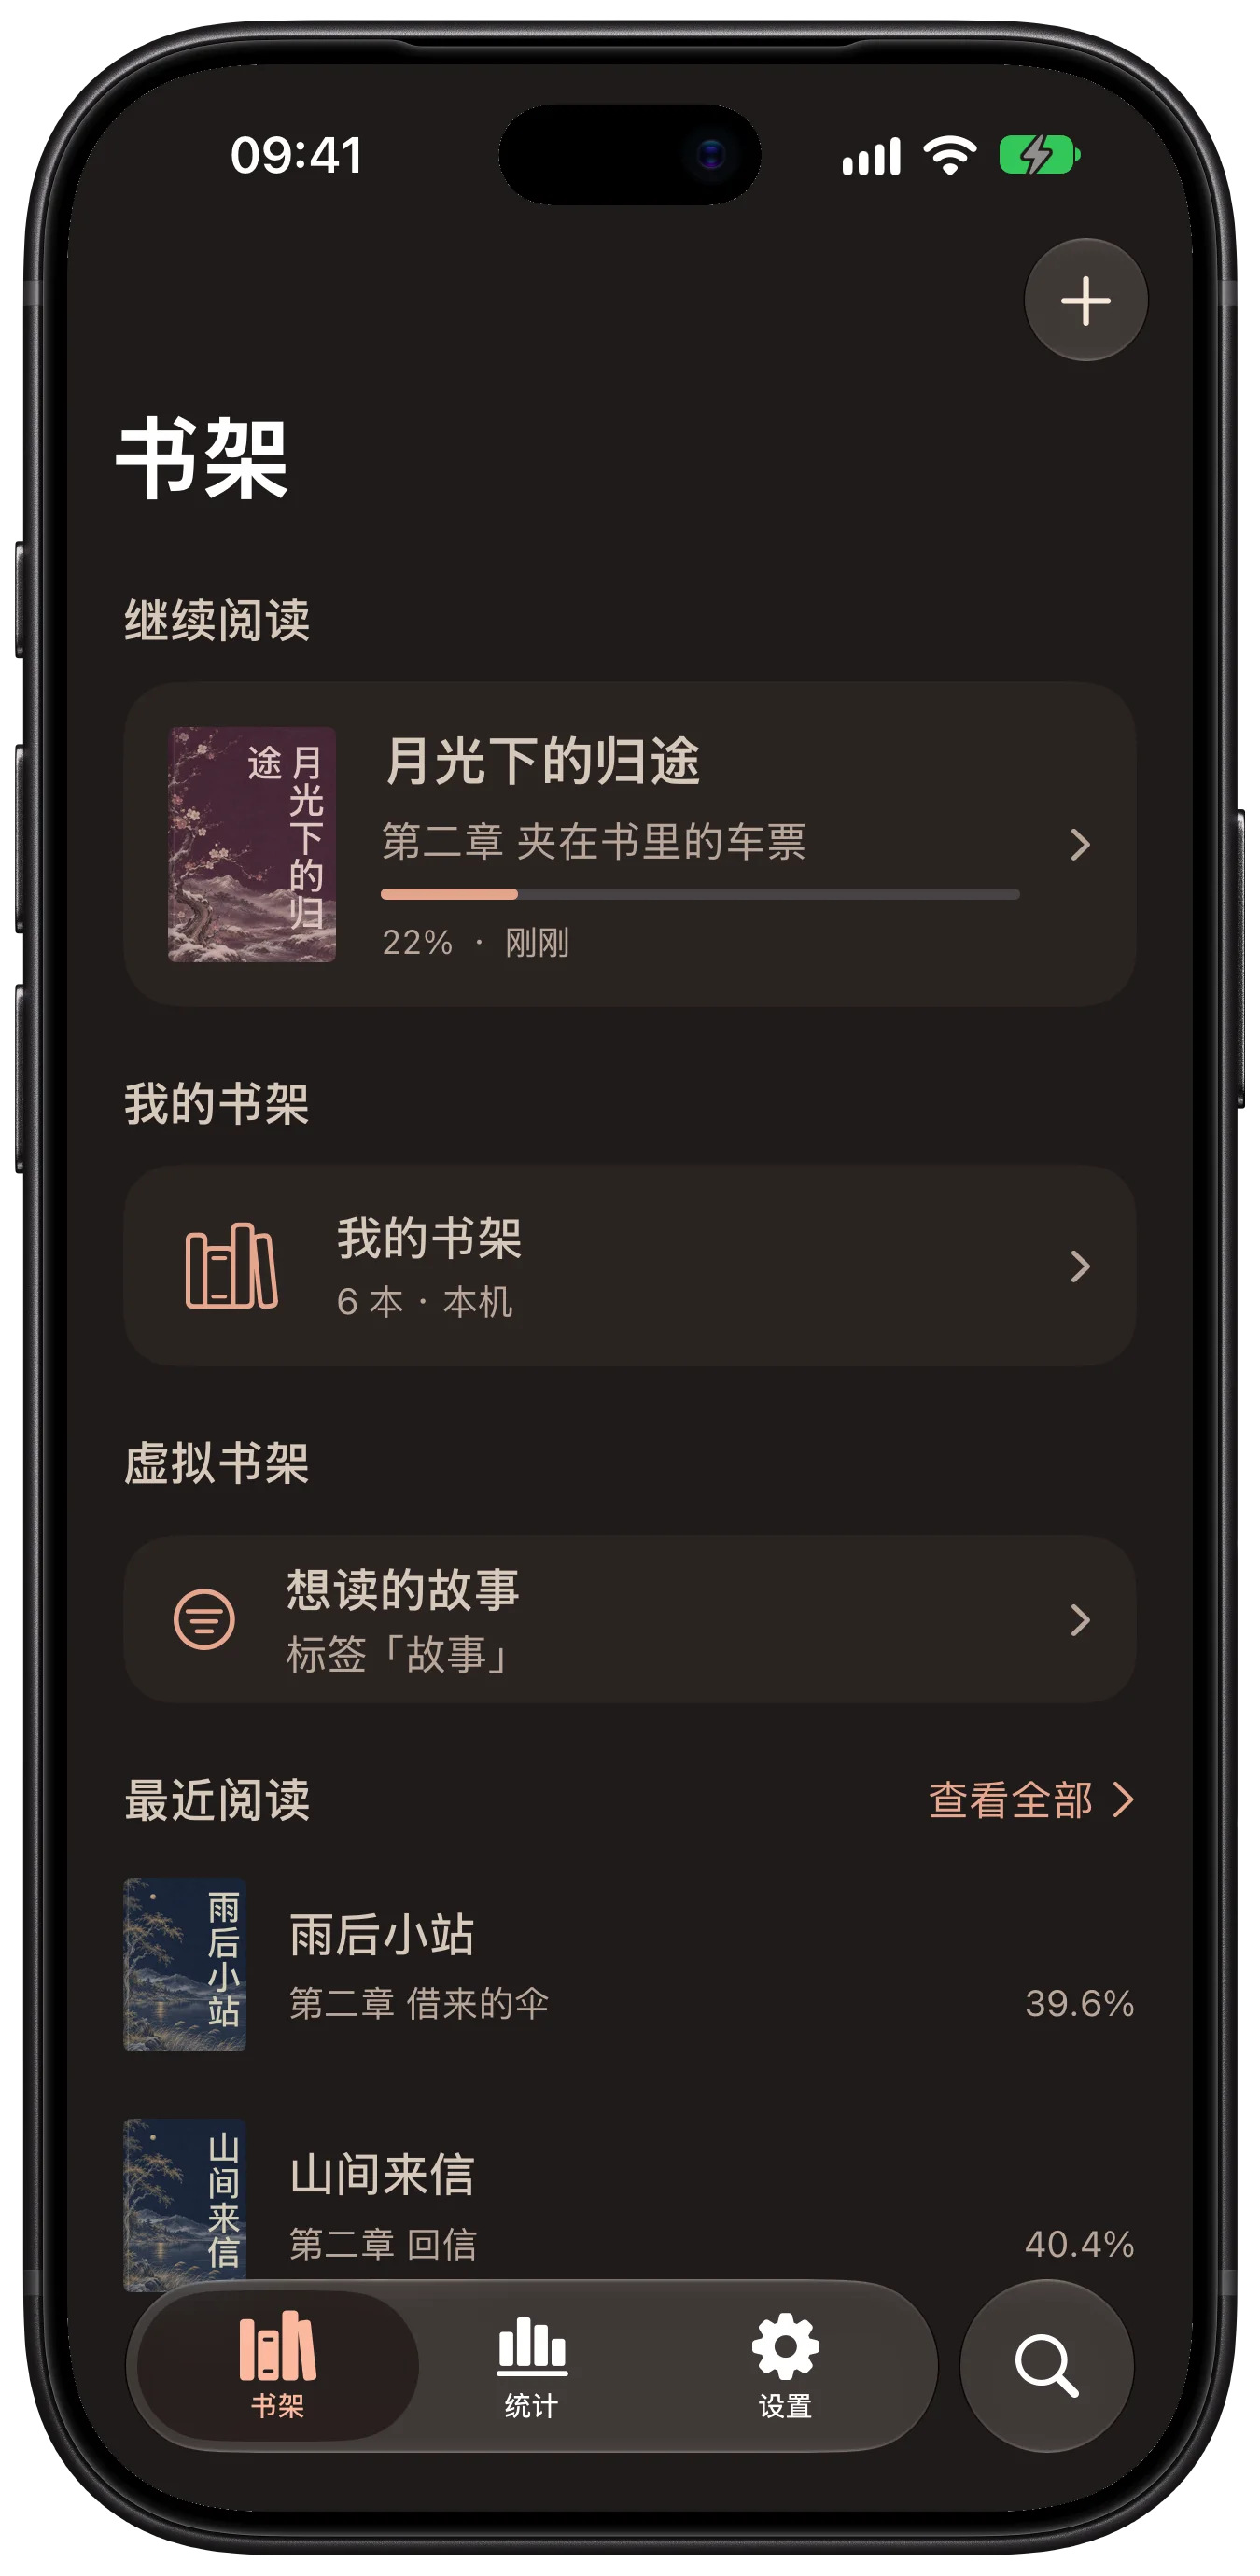 09:41
书架
继续阅读
月光下的归
途
月光下的归途
第二章 夹在书里的车票
22% · 刚刚
我的书架
我的书架
6 本 · 本机
虚拟书架
想读的故事
标签「故事」
最近阅读
查看全部
雨后小站
雨后小站
第二章 借来的伞
39.6%
山间来信
山间来信
第二章 回信
40.4%
书架
统计
设置